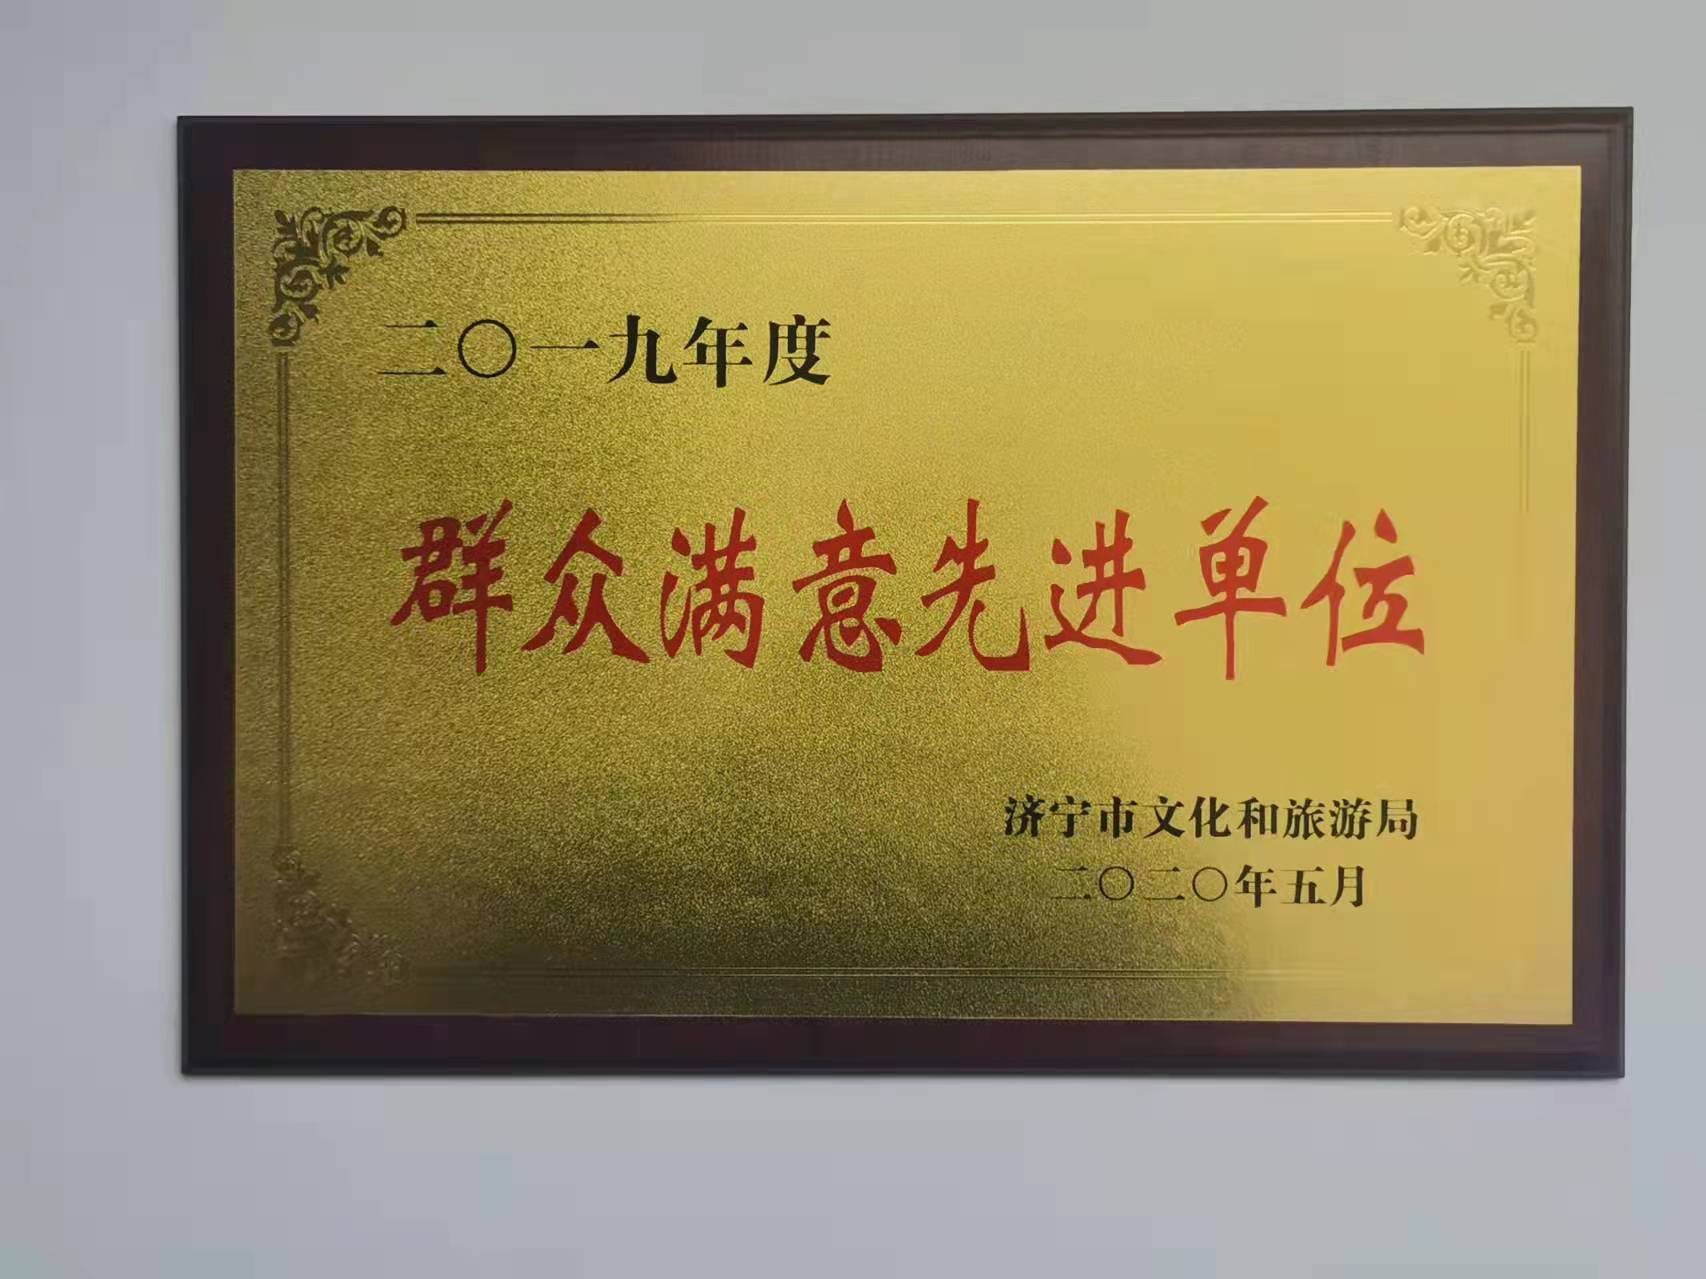 二〇一九年度
群众满意先进单位
济宁市文化和旅游局
二〇二〇年五月